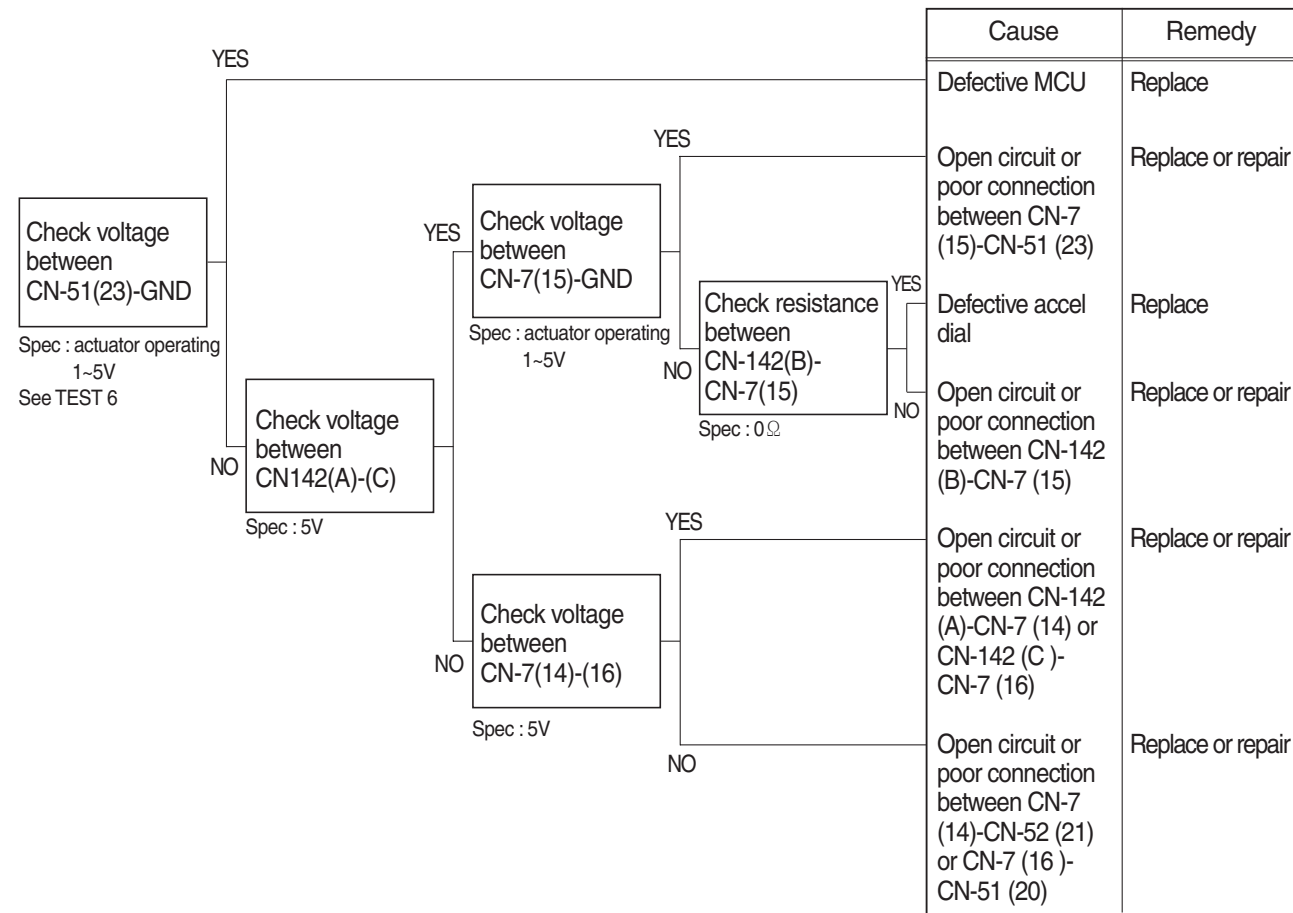 Cause
Remedy
YES
Defective MCU
Replace
YES
Open circuit or
poor connection
between CN-7
(15)-CN-51 (23)
Replace or repair
Check voltage
between
CN-51(23)-GND
Spec : actuator operating
1~5V
See TEST 6
YES
Check voltage
between
CN-7(15)-GND
Spec : actuator operating
1~5V
NO
Check resistance
between
CN-142(B)-
CN-7(15)
Spec : 0Ω
YES
Defective accel
dial
Replace
NO
Open circuit or
poor connection
between CN-142
(B)-CN-7 (15)
Replace or repair
NO
Check voltage
between
CN142(A)-(C)
Spec : 5V
YES
Open circuit or
poor connection
between CN-142
(A)-CN-7 (14) or
CN-142 (C )-
CN-7 (16)
Replace or repair
NO
Check voltage
between
CN-7(14)-(16)
Spec : 5V
NO
Open circuit or
poor connection
between CN-7
(14)-CN-52 (21)
or CN-7 (16 )-
CN-51 (20)
Replace or repair